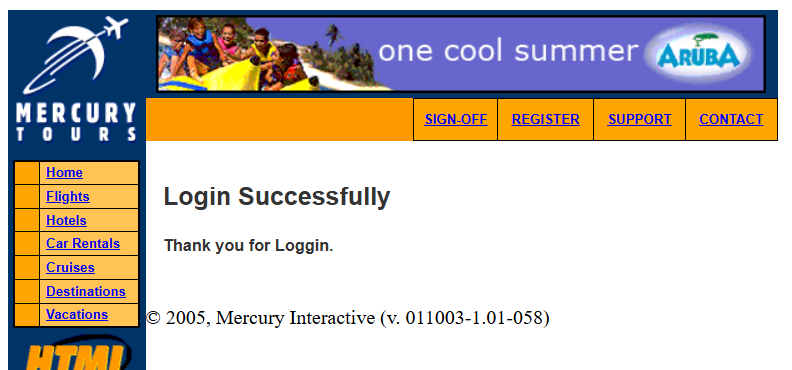 MERCURY
TOURS
one cool summer ARUBA
SIGN-OFF REGISTER SUPPORT CONTACT
Home
Flights
Hotels
Car Rentals
Cruises
Destinations
Vacations
Login Successfully
Thank you for Loggin.
© 2005, Mercury Interactive (v. 011003-1.01-058)
HTML